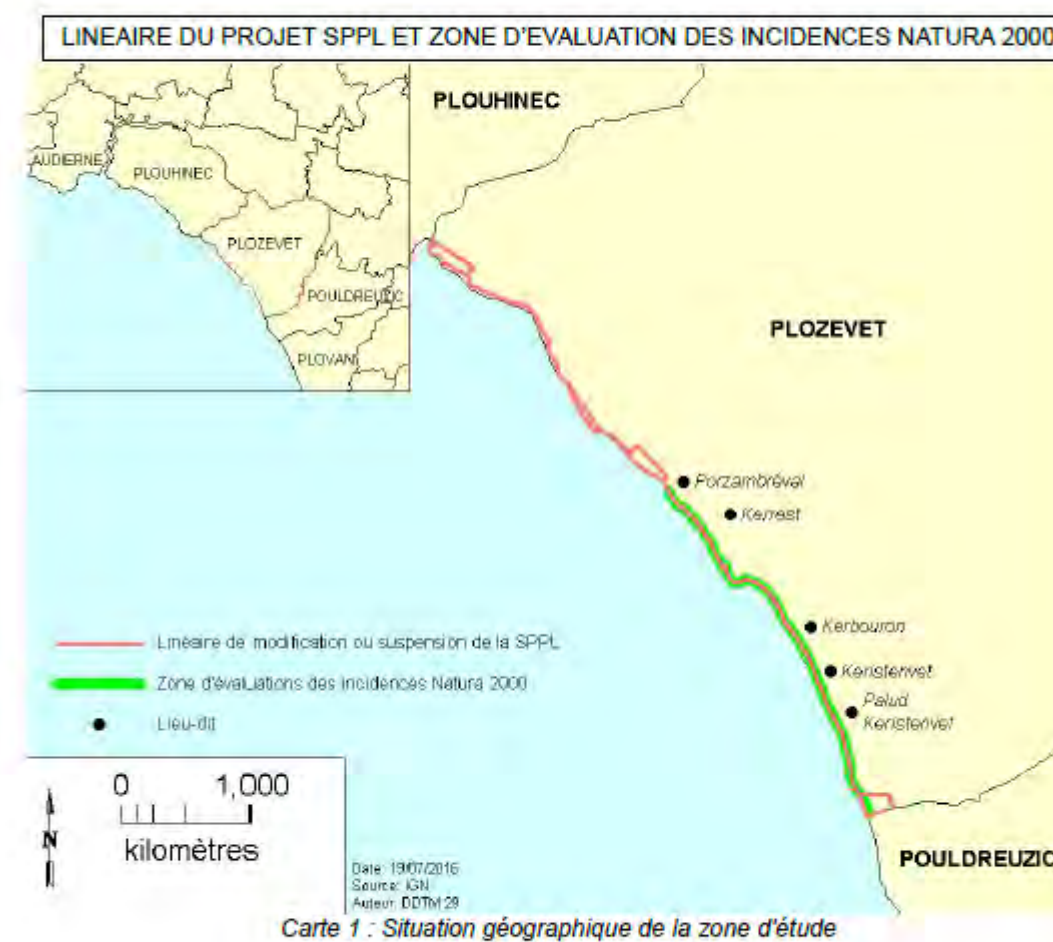 LINEAIRE DU PROJET SPPL ET ZONE D'EVALUATION DES INCIDENCES NATURA 2000
PLOUHINEC
AUDIERNE
PLOUHINEC
PLOZEVET
POULDREUZIC
PLOVAN
PLOZEVET
Porzambréval
Kerrest
Kerbouron
Keristenvet
Palud
Keristenvet
Linéaire de modification ou suspension de la SPPL
Zone d'évaluations des incidences Natura 2000
Lieu-dit
0 1,000
kilomètres
N
Date: 19/07/2016
Source: IGN
Auteur: DDTM 29
POULDREUZIC
Carte 1 : Situation géographique de la zone d'étude